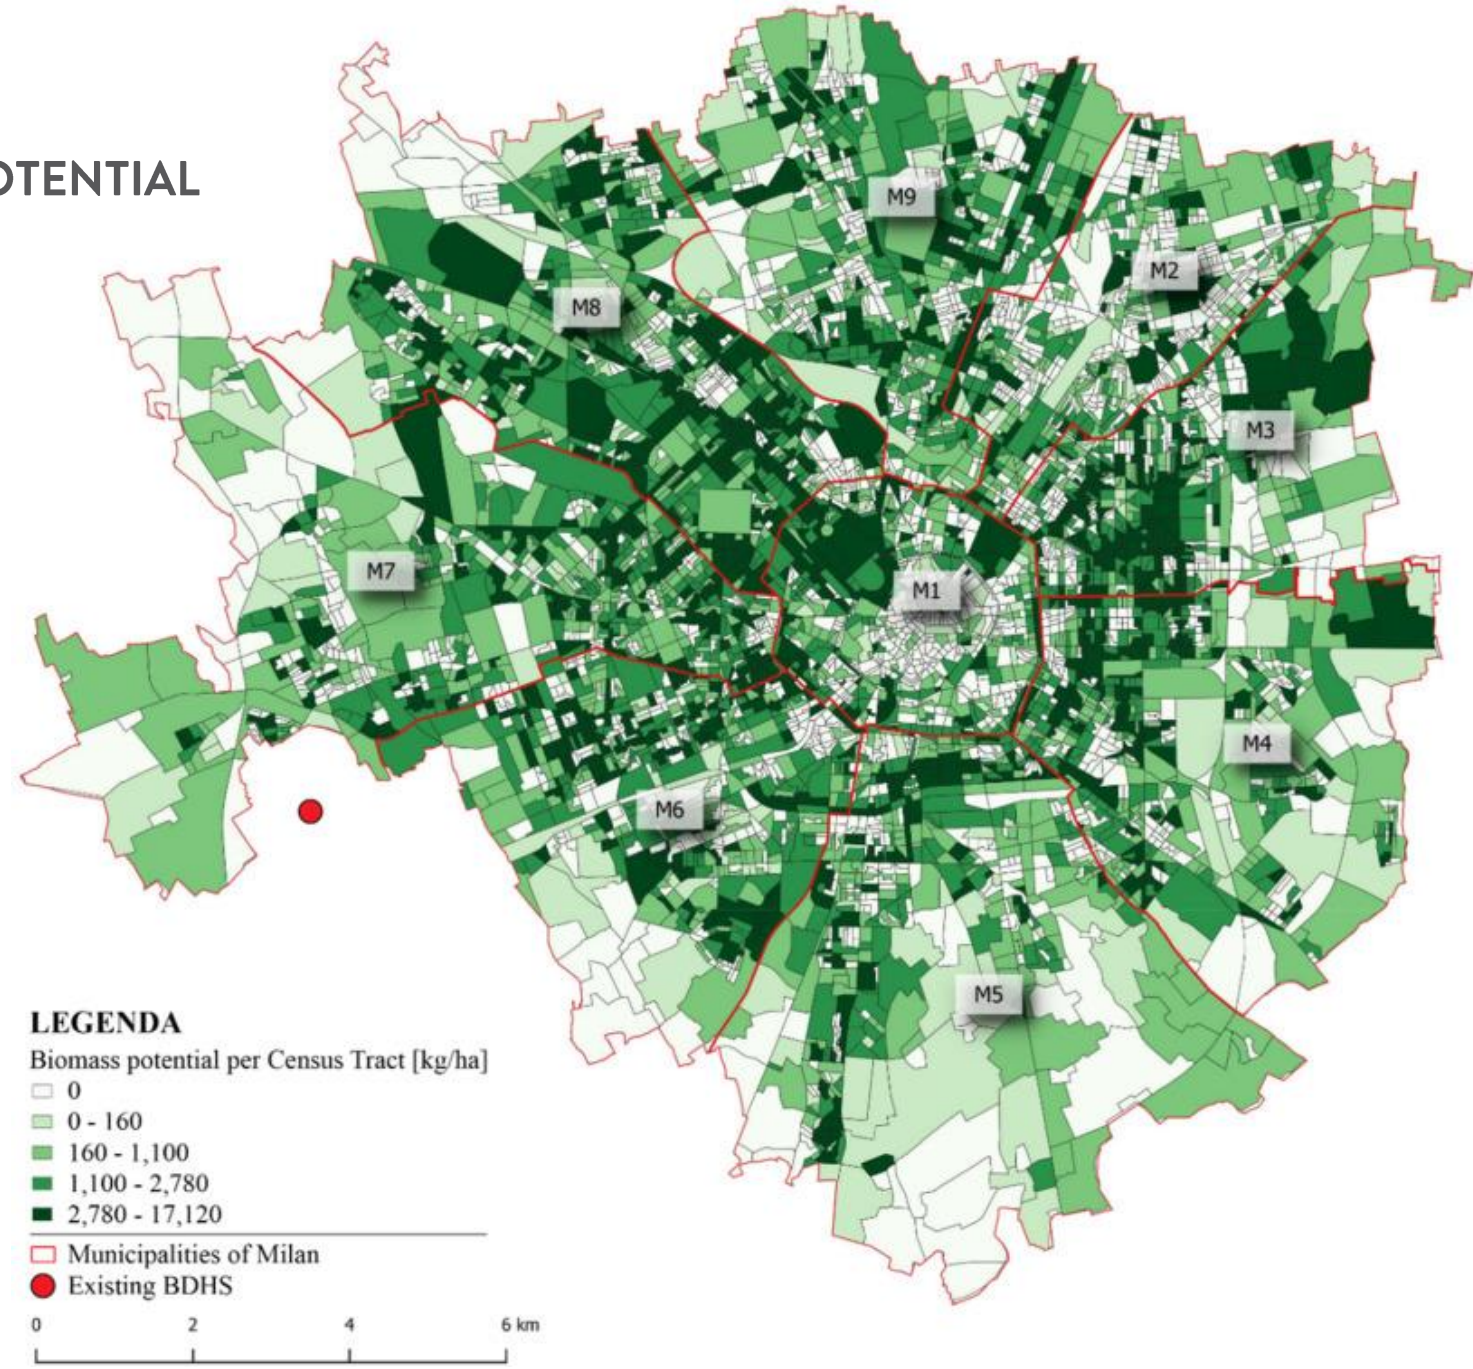 OTENTIAL
M9
M2
M8
M3
M7
M1
M4
M6
M5
LEGENDA
Biomass potential per Census Tract [kg/ha]
0
0 - 160
160 - 1,100
1,100 - 2,780
2,780 - 17,120
Municipalities of Milan
Existing BDHS
0 2 4 6 km